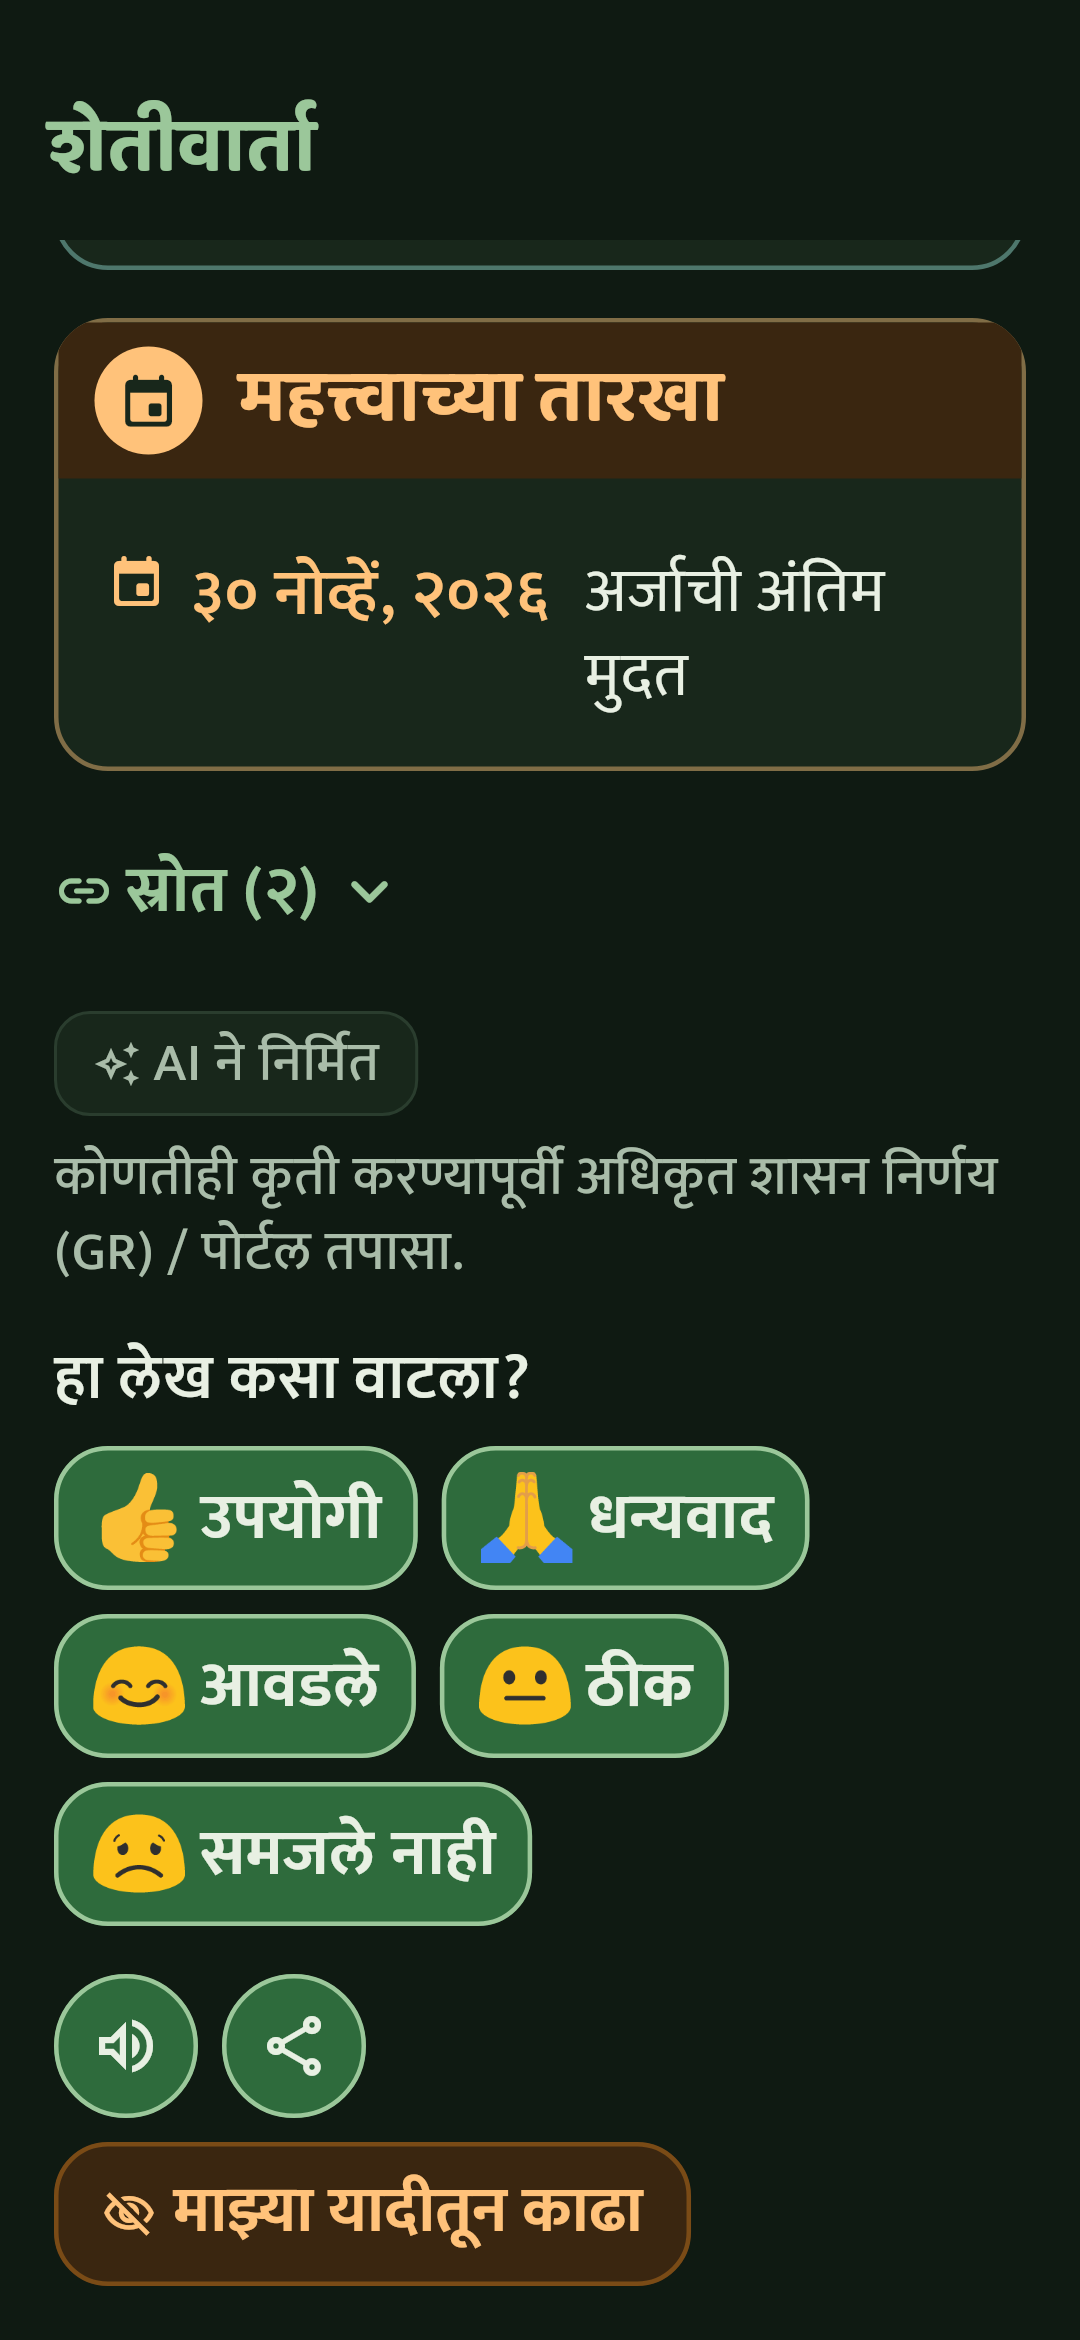 शेतीवार्ता
महत्त्वाच्या तारखा
३० नोव्हें, २०२६ अर्जाची अंतिम
मुदत
स्रोत (२)
AI ने निर्मित
कोणतीही कृती करण्यापूर्वी अधिकृत शासन निर्णय
(GR) / पोर्टल तपासा.
हा लेख कसा वाटला?
👍 उपयोगी 🙏 धन्यवाद
😊 आवडले 😐 ठीक
😟 समजले नाही
माझ्या यादीतून काढा